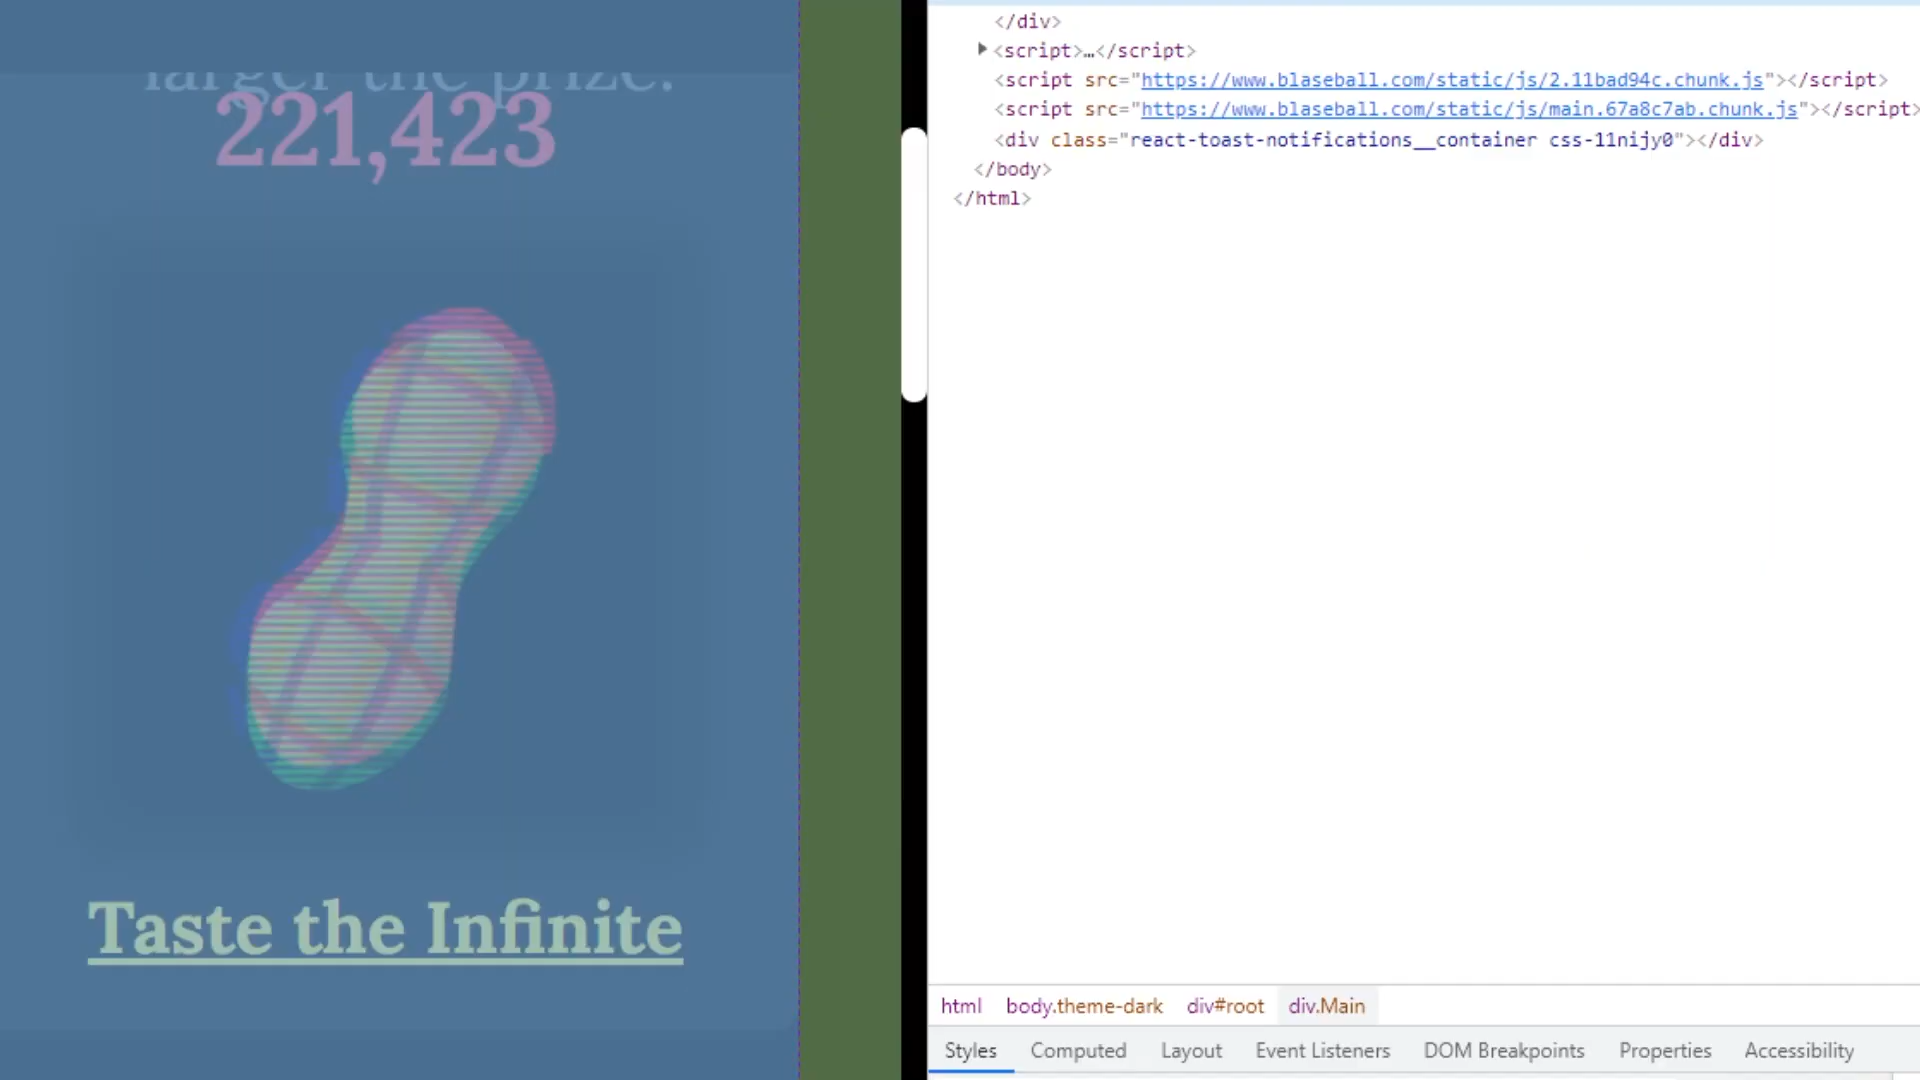 larger the prize.
221,423
Taste the Infinite
</div>
<script>…</script>
<script src="https://www.blaseball.com/static/js/2.11bad94c.chunk.js"></script>
<script src="https://www.blaseball.com/static/js/main.67a8c7ab.chunk.js"></script>
<div class="react-toast-notifications__container css-11nijy0"></div>
</body>
</html>
html body.theme-dark div#root div.Main
Styles Computed Layout Event Listeners DOM Breakpoints Properties Accessibility